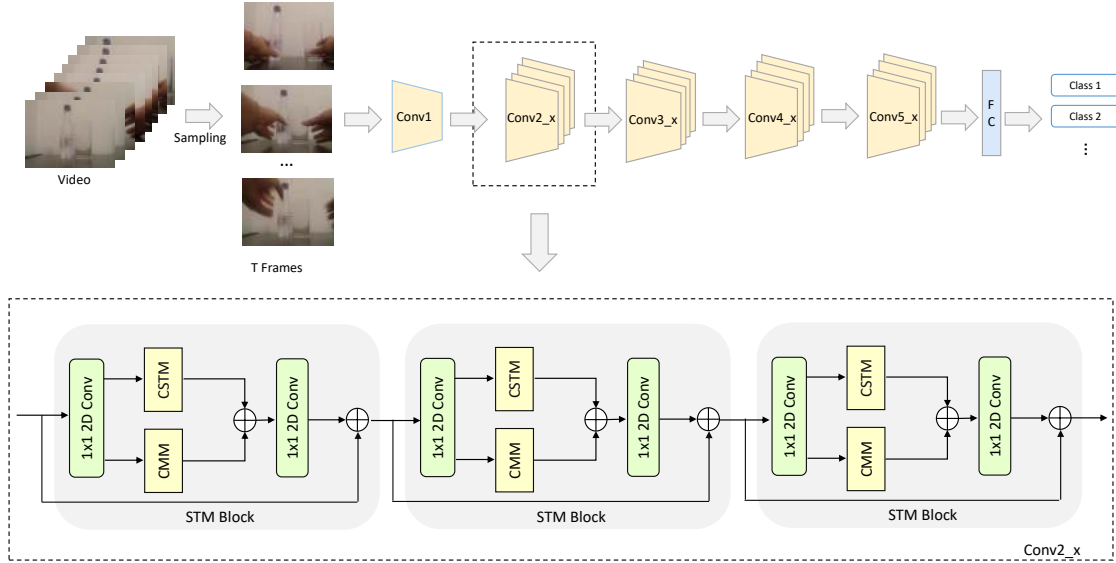 Video
Sampling
...
T Frames
Conv1
Conv2_x
Conv3_x
Conv4_x
Conv5_x
F
C
Class 1
Class 2
...
1x1 2D Conv
CSTM
CMM
1x1 2D Conv
STM Block
1x1 2D Conv
CSTM
CMM
1x1 2D Conv
STM Block
1x1 2D Conv
CSTM
CMM
1x1 2D Conv
STM Block
Conv2_x